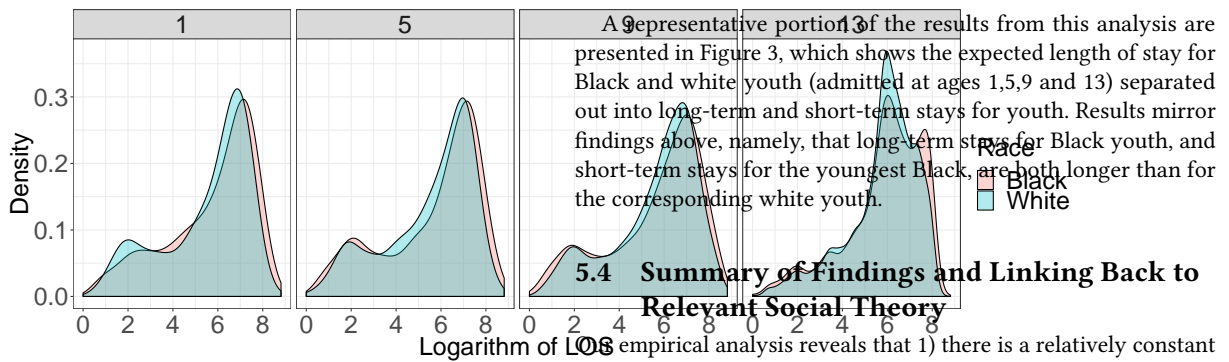 1 5 9 13
0.3
0.2
0.1
0.0
Density
0 2 4 6 8 0 2 4 6 8 0 2 4 6 8 0 2 4 6 8
Logarithm of LOS
Race
Black
White
A representative portion of the results from this analysis are
presented in Figure 3, which shows the expected length of stay for
Black and white youth (admitted at ages 1,5,9 and 13) separated
out into long-term and short-term stays for youth. Results mirror
findings above, namely, that long-term stays for Black youth, and
short-term stays for the youngest Black, are both longer than for
the corresponding white youth.
5.4 Summary of Findings and Linking Back to
Relevant Social Theory
Our empirical analysis reveals that 1) there is a relatively constant